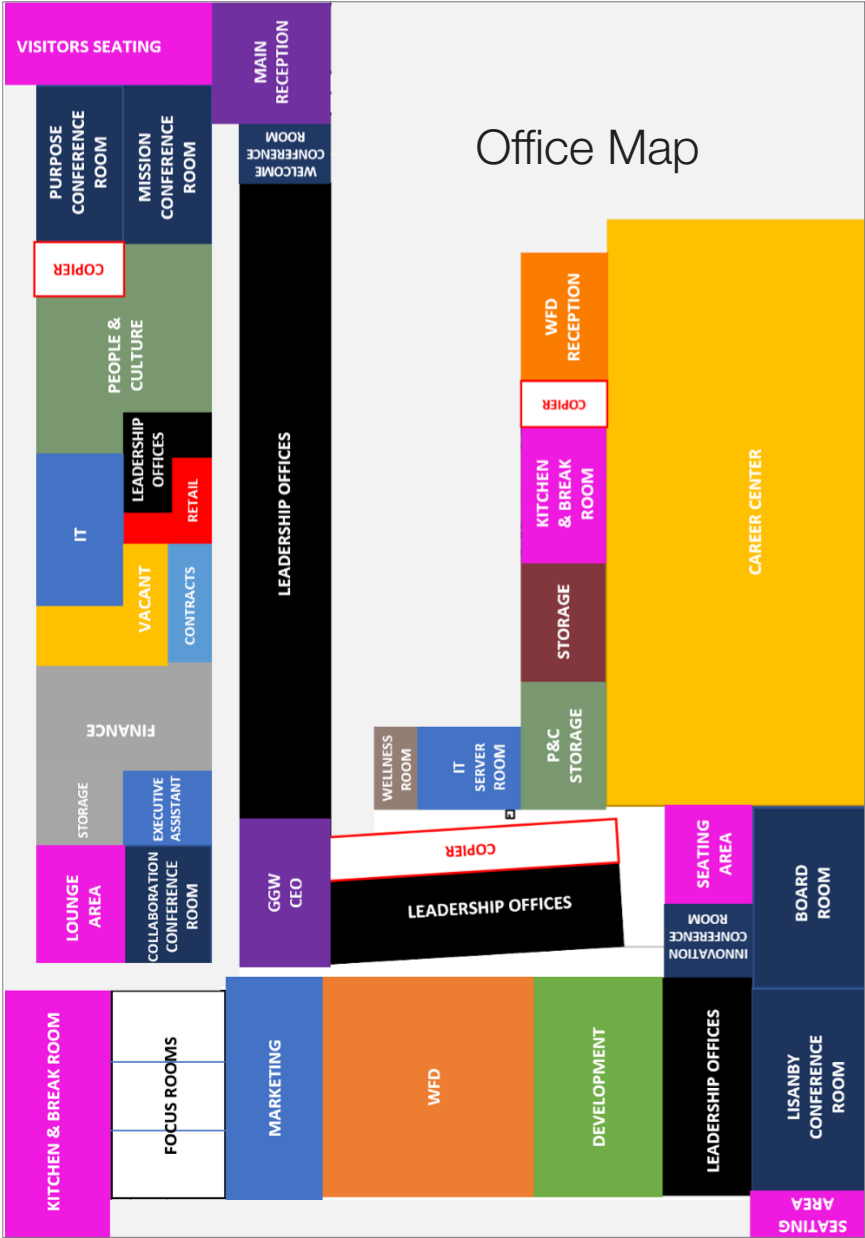 VISITORS SEATING
MAIN
RECEPTION
PURPOSE
CONFERENCE
ROOM
MISSION
CONFERENCE
ROOM
WELCOME
CONFERENCE
ROOM
Office Map
COPIER
PEOPLE &
CULTURE
LEADERSHIP
OFFICES
RETAIL
IT
VACANT
CONTRACTS
FINANCE
STORAGE
EXECUTIVE
ASSISTANT
LOUNGE
AREA
COLLABORATION
CONFERENCE
ROOM
LEADERSHIP OFFICES
GGW
CEO
WFD
RECEPTION
COPIER
KITCHEN
& BREAK
ROOM
STORAGE
P&C
STORAGE
CAREER CENTER
WELLNESS
ROOM
IT
SERVER
ROOM
E
COPIER
LEADERSHIP OFFICES
SEATING
AREA
INNOVATION
CONFERENCE
ROOM
BOARD
ROOM
KITCHEN & BREAK ROOM
FOCUS ROOMS
MARKETING
WFD
DEVELOPMENT
LEADERSHIP OFFICES
LISANBY
CONFERENCE
ROOM
SEATING
AREA